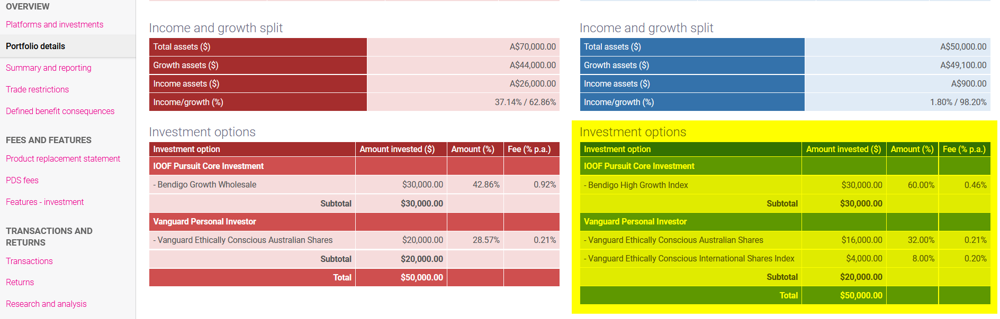 OVERVIEW
Platforms and investments
Portfolio details
Summary and reporting
Trade restrictions
Defined benefit consequences
FEES AND FEATURES
Product replacement statement
PDS fees
Features - investment
TRANSACTIONS AND
RETURNS
Transactions
Returns
Research and analysis
Income and growth split
Total assets ($) A$70,000.00
Growth assets ($) A$44,000.00
Income assets ($) A$26,000.00
Income/growth (%) 37.14% / 62.86%
Investment options
Investment option Amount invested ($) Amount (%) Fee (% p.a.)
IOOF Pursuit Core Investment
- Bendigo Growth Wholesale $30,000.00 42.86% 0.92%
Subtotal $30,000.00
Vanguard Personal Investor
- Vanguard Ethically Conscious Australian Shares $20,000.00 28.57% 0.21%
Subtotal $20,000.00
Total $50,000.00
Income and growth split
Total assets ($) A$50,000.00
Growth assets ($) A$49,100.00
Income assets ($) A$900.00
Income/growth (%) 1.80% / 98.20%
Investment options
Investment option Amount invested ($) Amount (%) Fee (% p.a.)
IOOF Pursuit Core Investment
- Bendigo High Growth Index $30,000.00 60.00% 0.46%
Subtotal $30,000.00
Vanguard Personal Investor
- Vanguard Ethically Conscious Australian Shares $16,000.00 32.00% 0.21%
- Vanguard Ethically Conscious International Shares Index $4,000.00 8.00% 0.20%
Subtotal $20,000.00
Total $50,000.00